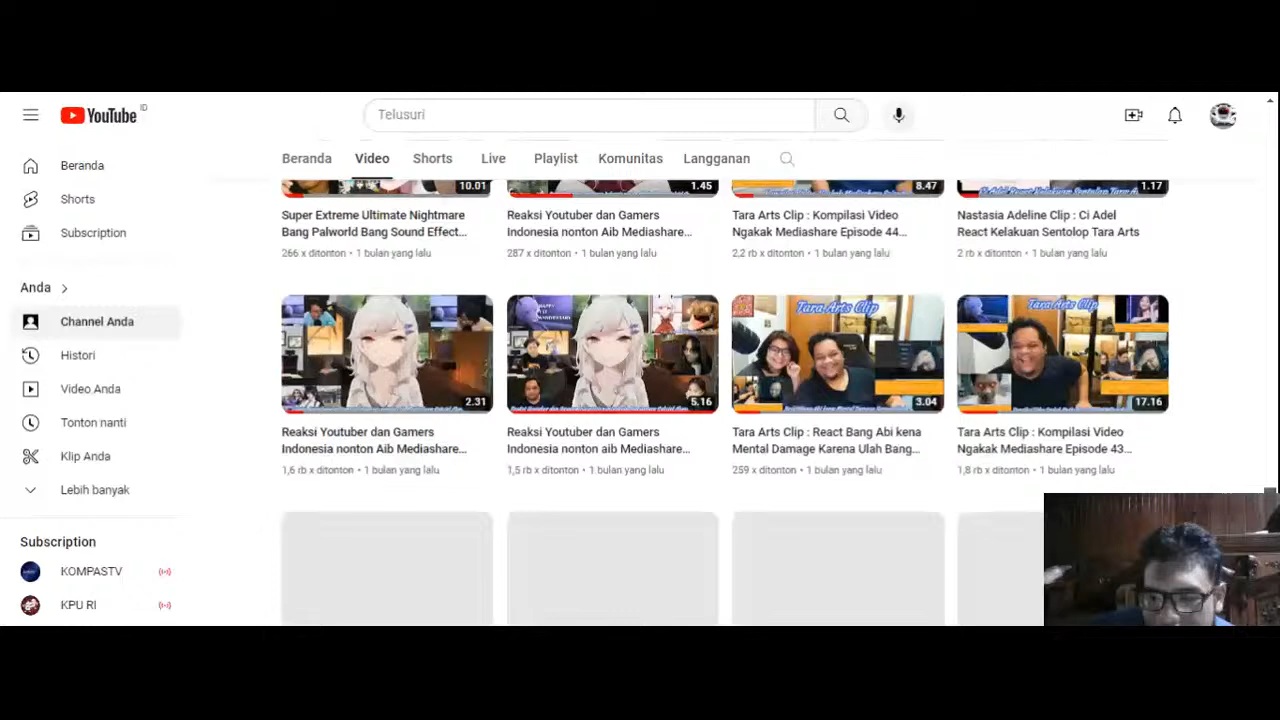 YouTube ID
Telusuri
Beranda Video Shorts Live Playlist Komunitas Langganan
Beranda
Shorts
Subscription
Anda
Channel Anda
Histori
Video Anda
Tonton nanti
Klip Anda
Lebih banyak
Subscription
KOMPASTV
KPU RI
10.01
1.45
8.47
1.17
Super Extreme Ultimate Nightmare
Bang Palworld Bang Sound Effect...
266 x ditonton • 1 bulan yang lalu
Reaksi Youtuber dan Gamers
Indonesia nonton Aib Mediashare...
287 x ditonton • 1 bulan yang lalu
Tara Arts Clip : Kompilasi Video
Ngakak Mediashare Episode 44...
2,2 rb x ditonton • 1 bulan yang lalu
Nastasia Adeline Clip : Ci Adel
React Kelakuan Sentolop Tara Arts
2 rb x ditonton • 1 bulan yang lalu
2.31
Reaksi Youtuber dan Gamers
Indonesia nonton Aib Mediashare...
1,6 rb x ditonton • 1 bulan yang lalu
5.16
Reaksi Youtuber dan Gamers
Indonesia nonton aib Mediashare...
1,5 rb x ditonton • 1 bulan yang lalu
Tara Arts Clip
3.04
Tara Arts Clip : React Bang Abi kena
Mental Damage Karena Ulah Bang...
259 x ditonton • 1 bulan yang lalu
Tara Arts Clip
17.16
Tara Arts Clip : Kompilasi Video
Ngakak Mediashare Episode 43...
1,8 rb x ditonton • 1 bulan yang lalu